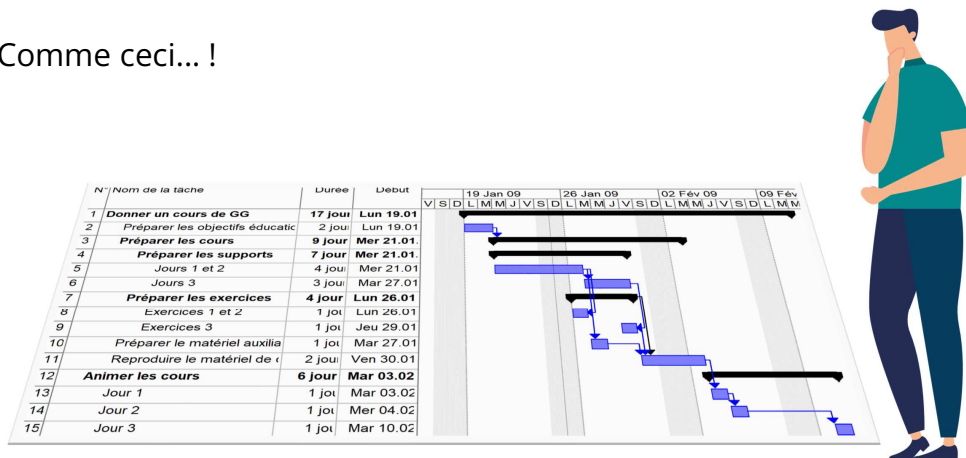 Comme ceci... !
N° Nom de la tâche Durée Début 19 Jan 09 26 Jan 09 02 Fév 09 09 Fév
V S D L M M J V S D L M M J V S D L M M J V S D L M M
1 Donner un cours de GG 17 jour Lun 19.01
2 Préparer les objectifs éducatio 2 jou Lun 19.01
3 Préparer les cours 9 jour Mer 21.01.
4 Préparer les supports 7 jour Mer 21.01.
5 Jours 1 et 2 4 jour Mer 21.01
6 Jours 3 3 jour Mar 27.01
7 Préparer les exercices 4 jour Lun 26.01
8 Exercices 1 et 2 1 jou Lun 26.01
9 Exercices 3 1 jou Jeu 29.01
10 Préparer le matériel auxilia 1 jou Mar 27.01
11 Reproduire le matériel de 2 jour Ven 30.01
12 Animer les cours 6 jour Mar 03.02
13 Jour 1 1 jou Mar 03.02
14 Jour 2 1 jou Mer 04.02
15 Jour 3 1 jou Mar 10.02